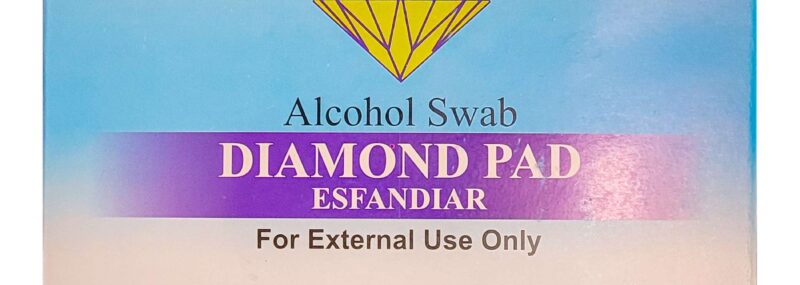 Alcohol Swab
DIAMOND PAD
ESFANDIAR
For External Use Only